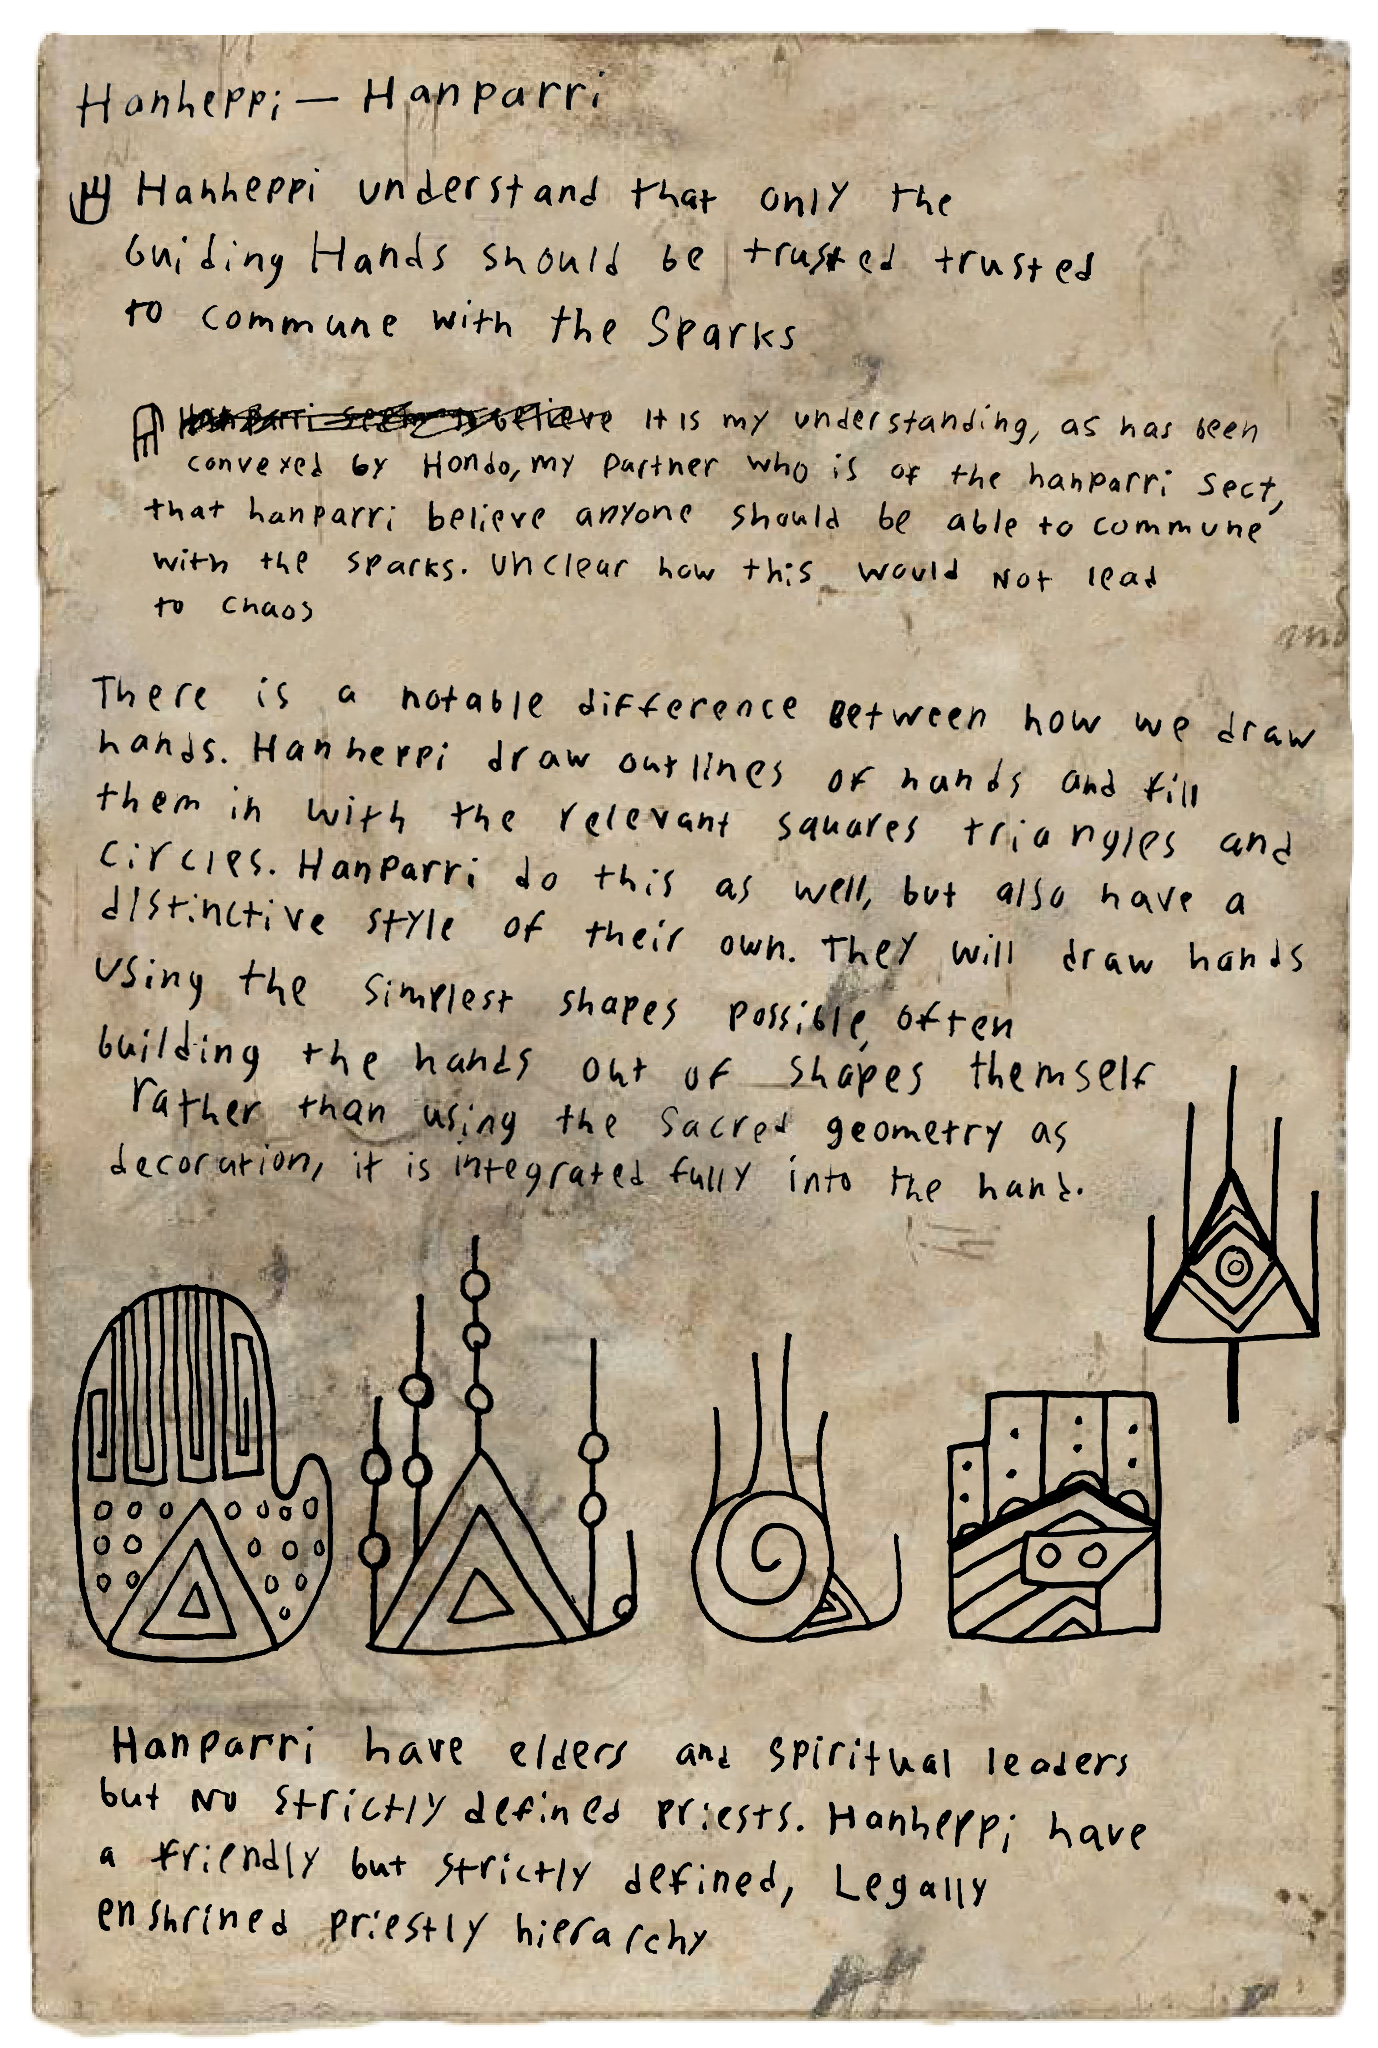 Hanheppi — Hanparri
Hanheppi understand that only the
Guiding Hands should be trusted trusted
to commune with the Sparks
Hanparri seem to believe It is my understanding, as has been
conveyed by Hondo, my partner who is of the hanparri sect,
that hanparri believe anyone should be able to commune
with the sparks. Unclear how this would not lead
to chaos
There is a notable difference between how we draw
hands. Hanheppi draw outlines of hands and fill
them in with the relevant squares triangles and
circles. Hanparri do this as well, but also have a
distinctive style of their own. They will draw hands
using the simplest shapes possible, often
building the hands out of shapes themself
rather than using the sacred geometry as
decoration, it is integrated fully into the hand.
Hanparri have elders and spiritual leaders
but no strictly defined priests. Hanheppi have
a friendly but strictly defined, Legally
enshrined priestly hierarchy